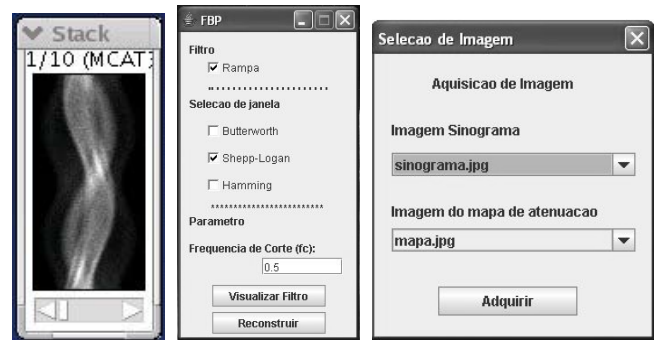 Stack
1/10 (MCAT3
FBP
Filtro
Rampa
Selecao de janela
Butterworth
Shepp-Logan
Hamming
************************
Parametro
Frequencia de Corte (fc):
0.5
Visualizar Filtro
Reconstruir
Selecao de Imagem
Aquisicao de Imagem
Imagem Sinograma
sinograma.jpg
Imagem do mapa de atenuacao
mapa.jpg
Adquirir